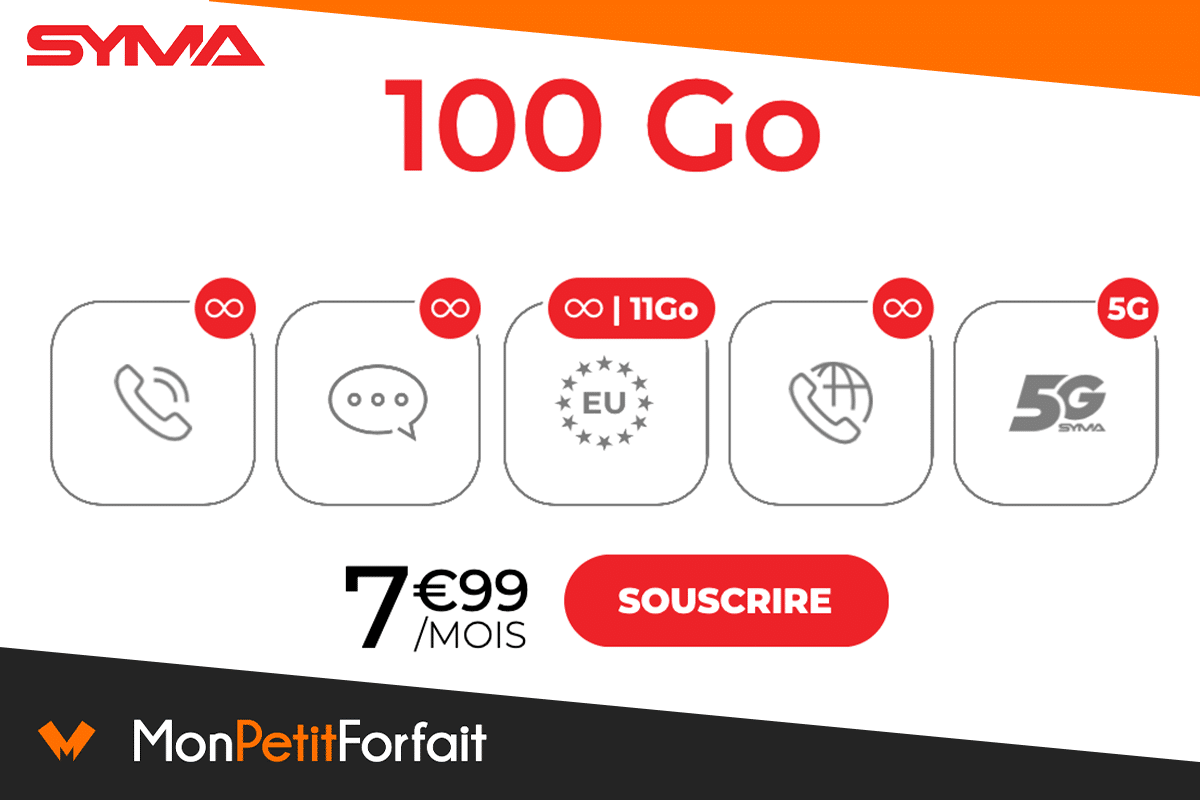 SYMA
100 Go
∞
∞
∞ | 11Go
∞
5G
EU
5G
SYMA
7€99
/MOIS
SOUSCRIRE
MonPetitForfait